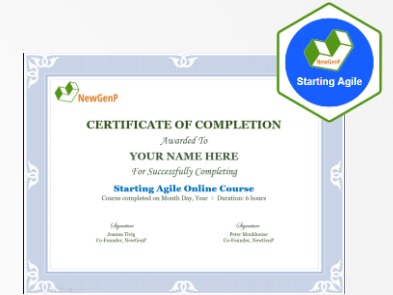 NewGenP
Starting Agile
NewGenP
CERTIFICATE OF COMPLETION
Awarded To
YOUR NAME HERE
For Successfully Completing
Starting Agile Online Course
Course completed on Month Day, Year ◊ Duration: 6 hours
Signature
Signature
Joanna Tivig
Peter Monkhouse
Co-Founder, NewGenP
Co-Founder, NewGenP